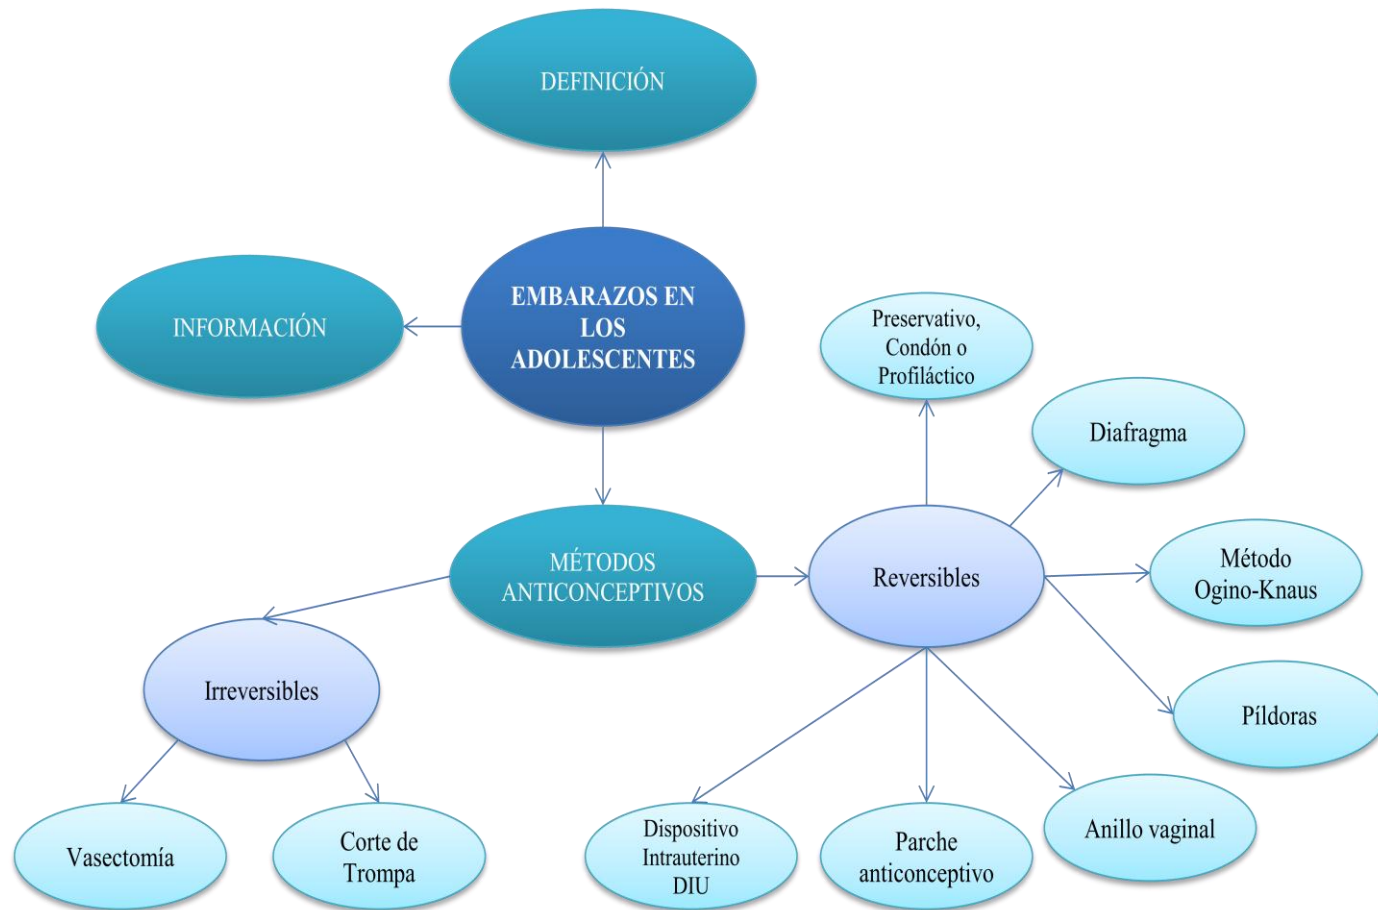 DEFINICIÓN
INFORMACIÓN
EMBARAZOS EN
LOS
ADOLESCENTES
Preservativo,
Condón o
Profiláctico
Diafragma
MÉTODOS
ANTICONCEPTIVOS
Reversibles
Método
Ogino-Knaus
Irreversibles
Píldoras
Vasectomía
Corte de
Trompa
Dispositivo
Intrauterino
DIU
Parche
anticonceptivo
Anillo vaginal